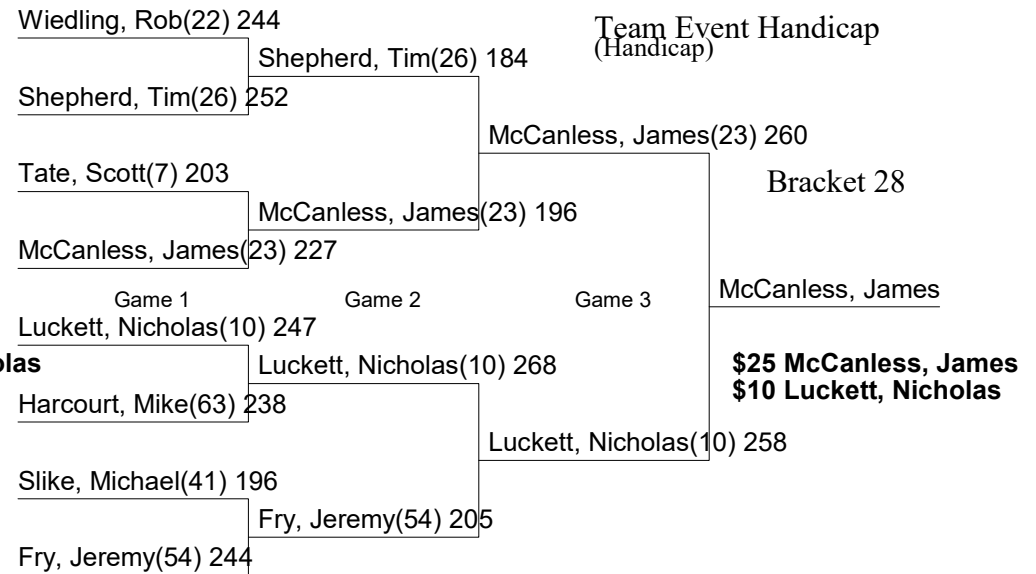 Wiedling, Rob(22) 244
Team Event Handicap
(Handicap)
Shepherd, Tim(26) 184
Shepherd, Tim(26) 252
McCanless, James(23) 260
Tate, Scott(7) 203
Bracket 28
McCanless, James(23) 196
McCanless, James(23) 227
Game 1 Game 2 Game 3
McCanless, James
Luckett, Nicholas(10) 247
olas
Luckett, Nicholas(10) 268
$25 McCanless, James
$10 Luckett, Nicholas
Harcourt, Mike(63) 238
Luckett, Nicholas(10) 258
Slike, Michael(41) 196
Fry, Jeremy(54) 205
Fry, Jeremy(54) 244